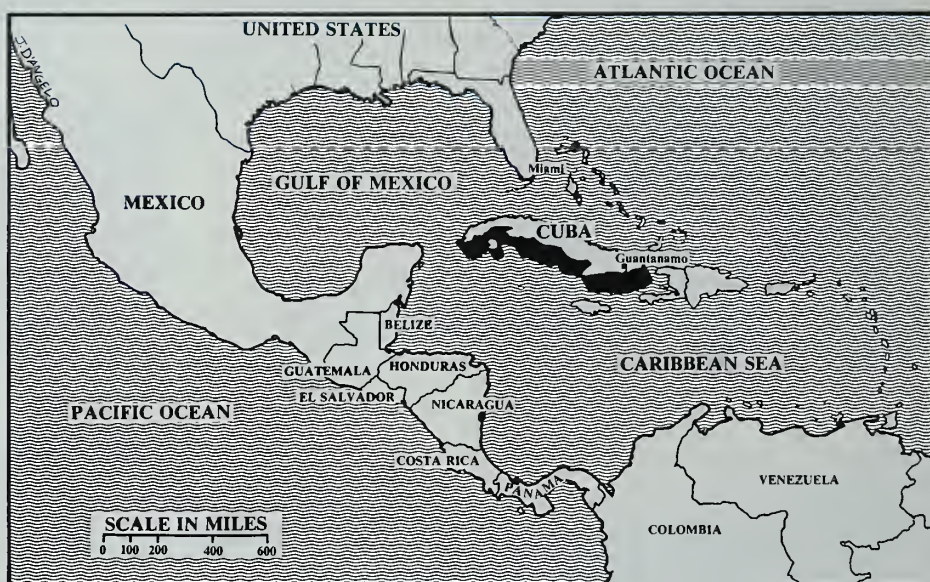 UNITED STATES
J. D'ANGELO
ATLANTIC OCEAN
Miami
GULF OF MEXICO
MEXICO
CUBA
Guantanamo
BELIZE
CARIBBEAN SEA
GUATEMALA
HONDURAS
EL SALVADOR
NICARAGUA
PACIFIC OCEAN
COSTA RICA
PANAMA
VENEZUELA
COLOMBIA
SCALE IN MILES
0 100 200 400 600